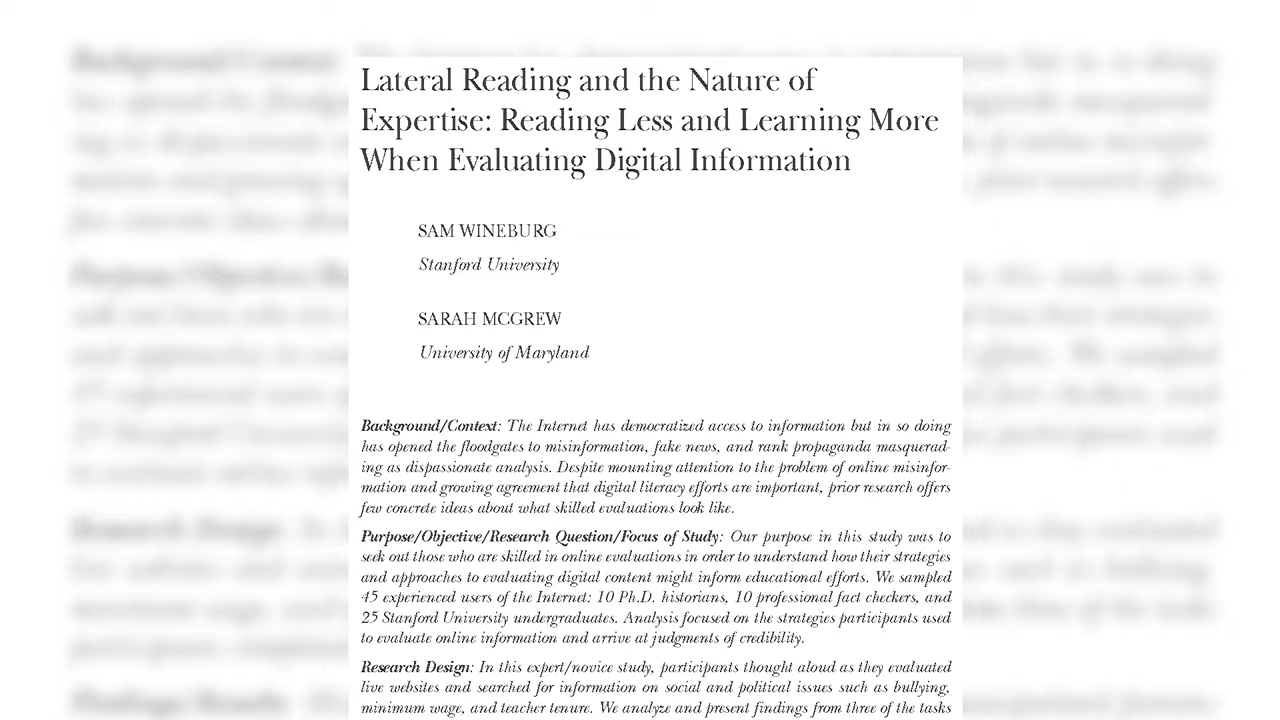 Lateral Reading and the Nature of
Expertise: Reading Less and Learning More
When Evaluating Digital Information
SAM WINEBURG
Stanford University
SARAH MCGREW
University of Maryland
Background/Context: The Internet has democratized access to information but in so doing
has opened the floodgates to misinformation, fake news, and rank propaganda masquerad-
ing as dispassionate analysis. Despite mounting attention to the problem of online misinfor-
mation and growing agreement that digital literacy efforts are important, prior research offers
few concrete ideas about what skilled evaluations look like.
Purpose/Objective/Research Question/Focus of Study: Our purpose in this study was to
seek out those who are skilled in online evaluations in order to understand how their strategies
and approaches to evaluating digital content might inform educational efforts. We sampled
45 experienced users of the Internet: 10 Ph.D. historians, 10 professional fact checkers, and
25 Stanford University undergraduates. Analysis focused on the strategies participants used
to evaluate online information and arrive at judgments of credibility.
Research Design: In this expert/novice study, participants thought aloud as they evaluated
live websites and searched for information on social and political issues such as bullying,
minimum wage, and teacher tenure. We analyze and present findings from three of the tasks